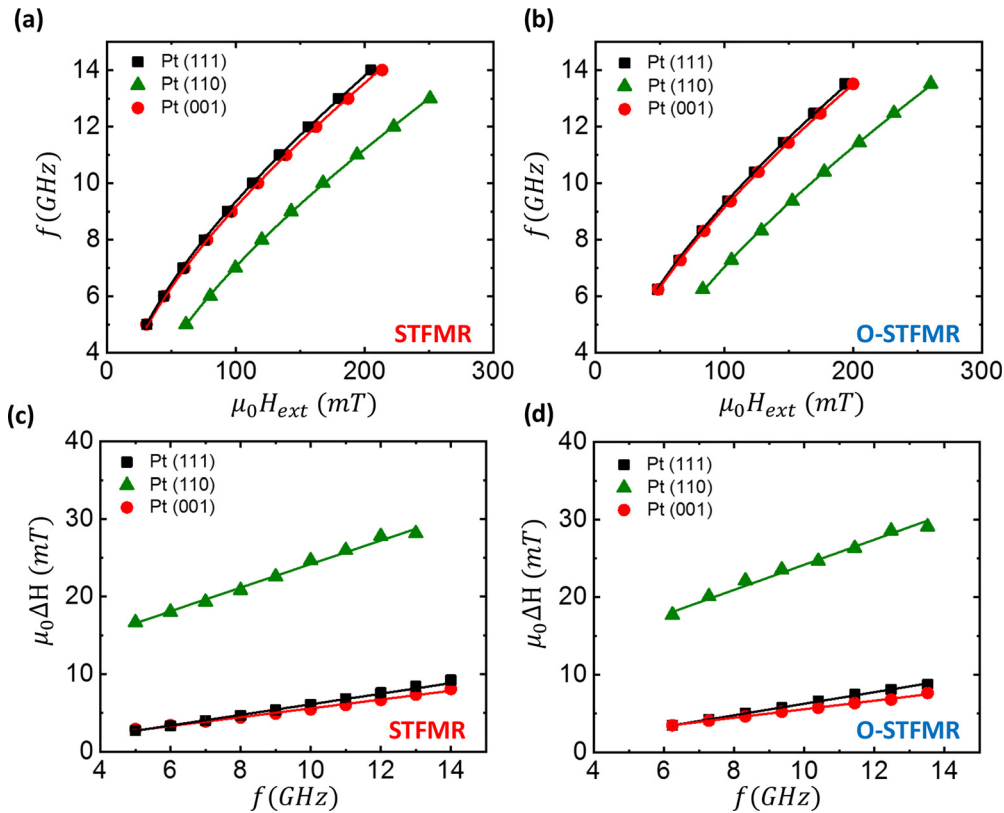 (a)
Pt (111)
Pt (110)
Pt (001)
14
12
10
8
6
4
f(GHz)
0
100
200
300
μ₀H_ext (mT)
STFMR
(b)
Pt (111)
Pt (110)
Pt (001)
14
12
10
8
6
4
f(GHz)
0
100
200
300
μ₀H_ext (mT)
O-STFMR
(c)
Pt (111)
Pt (110)
Pt (001)
40
30
20
10
0
μ₀ΔH (mT)
4
6
8
10
12
14
f(GHz)
STFMR
(d)
Pt (111)
Pt (110)
Pt (001)
40
30
20
10
0
μ₀ΔH (mT)
4
6
8
10
12
14
f(GHz)
O-STFMR